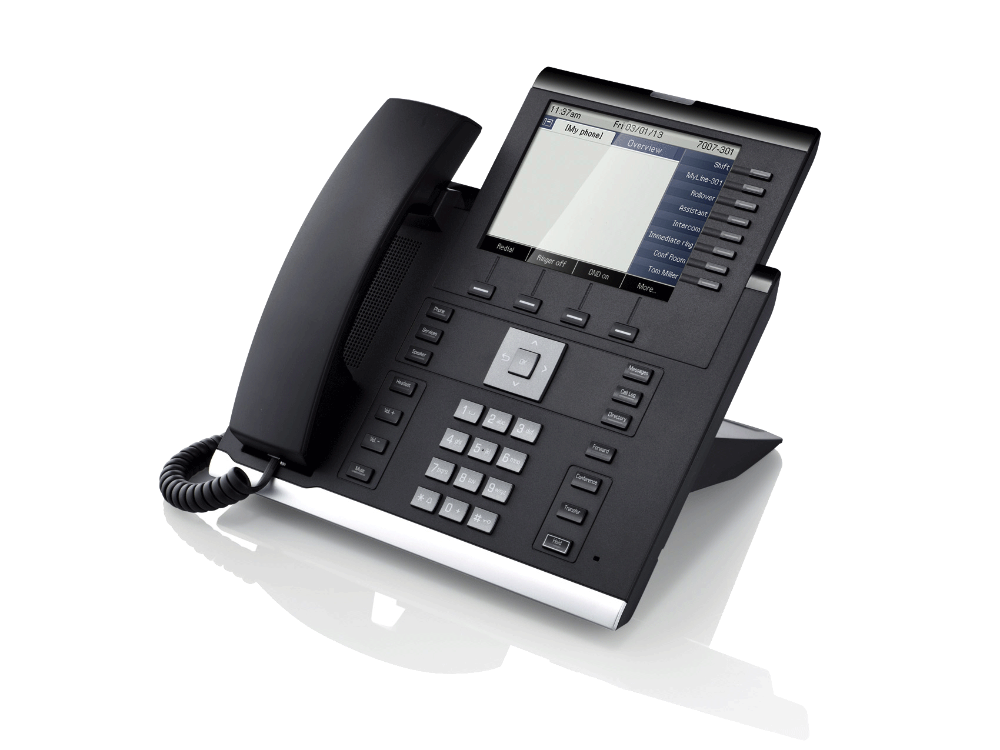 11:37am
Fri 03/01/13
7007-301
[My phone]
Overview
Shift
MyLine-301
Rollover
Assistant
Intercom
Immediate ring
Conf Room
Tom Miller
Redial
Ringer off
DND on
More...
Phone
Services
Speaker
OK
Messages
Call Log
Directory
Headset
Vol. +
Vol. –
Mute
1
2 abc
3 def
4 ghi
5 jkl
6 mno
7 pqrs
8 tuv
9 wxyz
*
0 +
#
Forward
Conference
Transfer
Hold